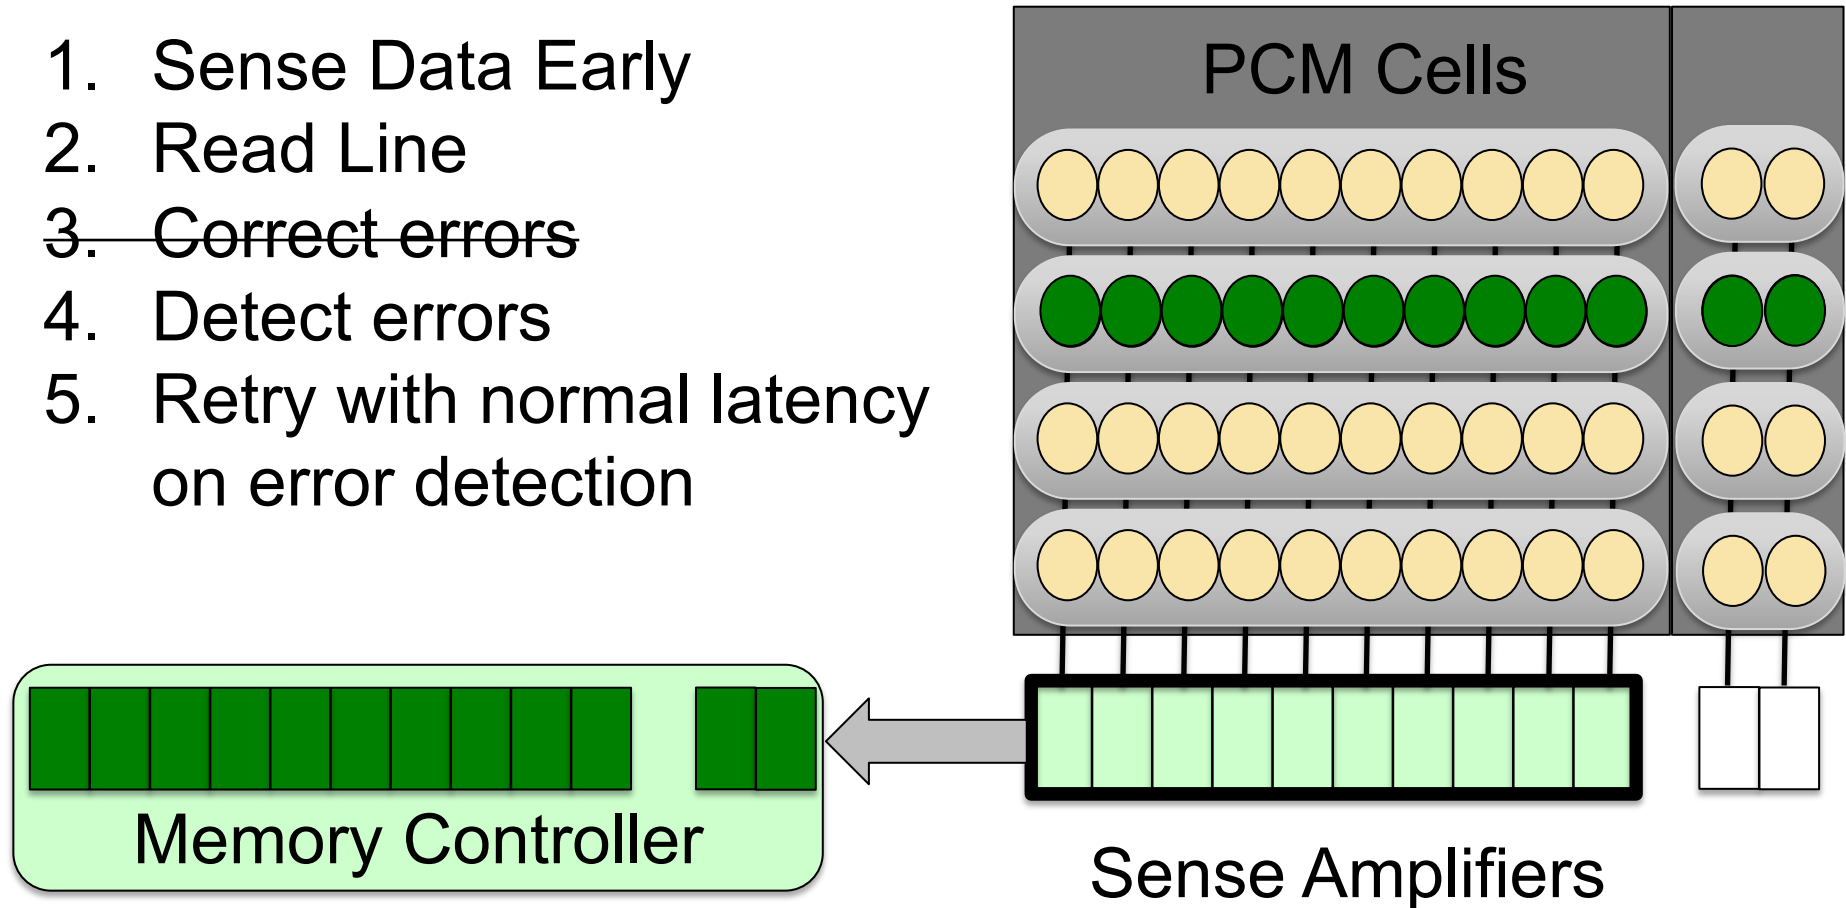 1. Sense Data Early
2. Read Line
3. Correct errors
4. Detect errors
5. Retry with normal latency
on error detection
PCM Cells
Memory Controller
Sense Amplifiers